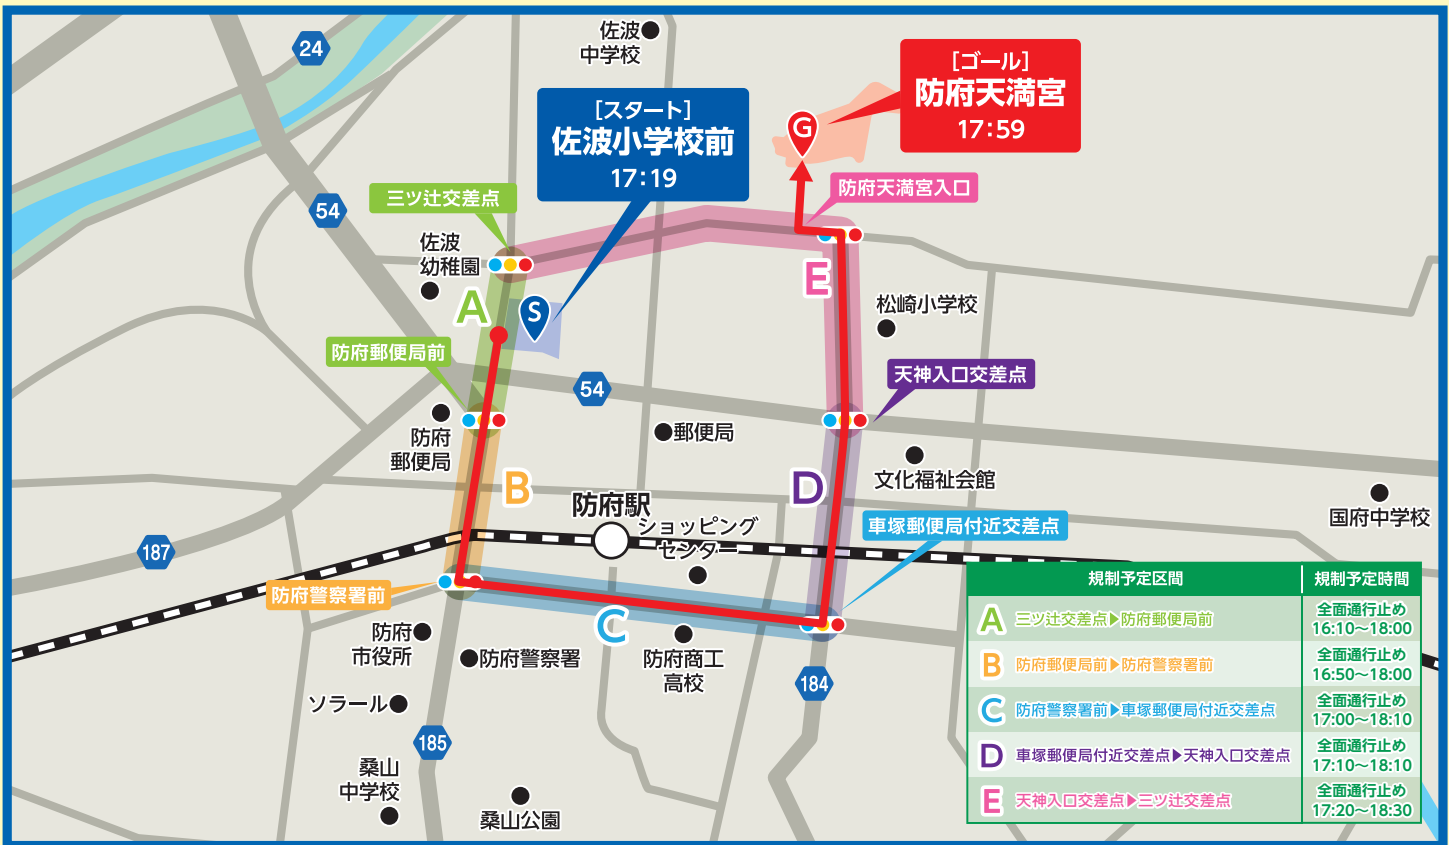 24
佐波
中学校
[スタート]
佐波小学校前
17:19
[ゴール]
防府天満宮
17:59
G
防府天満宮入口
三ツ辻交差点
54
佐波
幼稚園
A
S
E
松崎小学校
防府郵便局前
54
天神入口交差点
防府
郵便局
郵便局
B
D
文化福祉会館
防府駅
ショッピング
センター
国府中学校
車塚郵便局付近交差点
187
防府警察署前
C
防府
市役所
防府警察署
防府商工
高校
184
ソラール
185
桑山
中学校
桑山公園
規制予定区間 規制予定時間
A 三ツ辻交差点▶防府郵便局前 全面通行止め
16:10～18:00
B 防府郵便局前▶防府警察署前 全面通行止め
16:50～18:00
C 防府警察署前▶車塚郵便局付近交差点 全面通行止め
17:00～18:10
D 車塚郵便局付近交差点▶天神入口交差点 全面通行止め
17:10～18:10
E 天神入口交差点▶三ツ辻交差点 全面通行止め
17:20～18:30